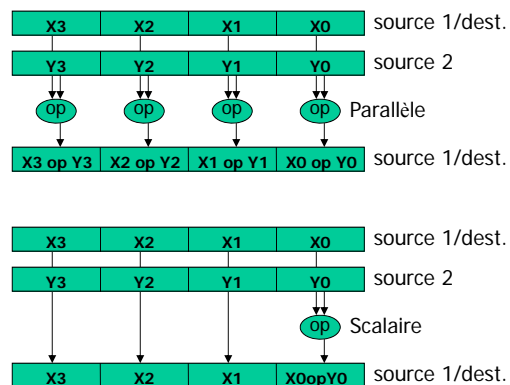 X3 X2 X1 X0 source 1/dest.
Y3 Y2 Y1 Y0 source 2
op op op op Parallèle
X3 op Y3 X2 op Y2 X1 op Y1 X0 op Y0 source 1/dest.
X3 X2 X1 X0 source 1/dest.
Y3 Y2 Y1 Y0 source 2
op Scalaire
X3 X2 X1 X0opY0 source 1/dest.